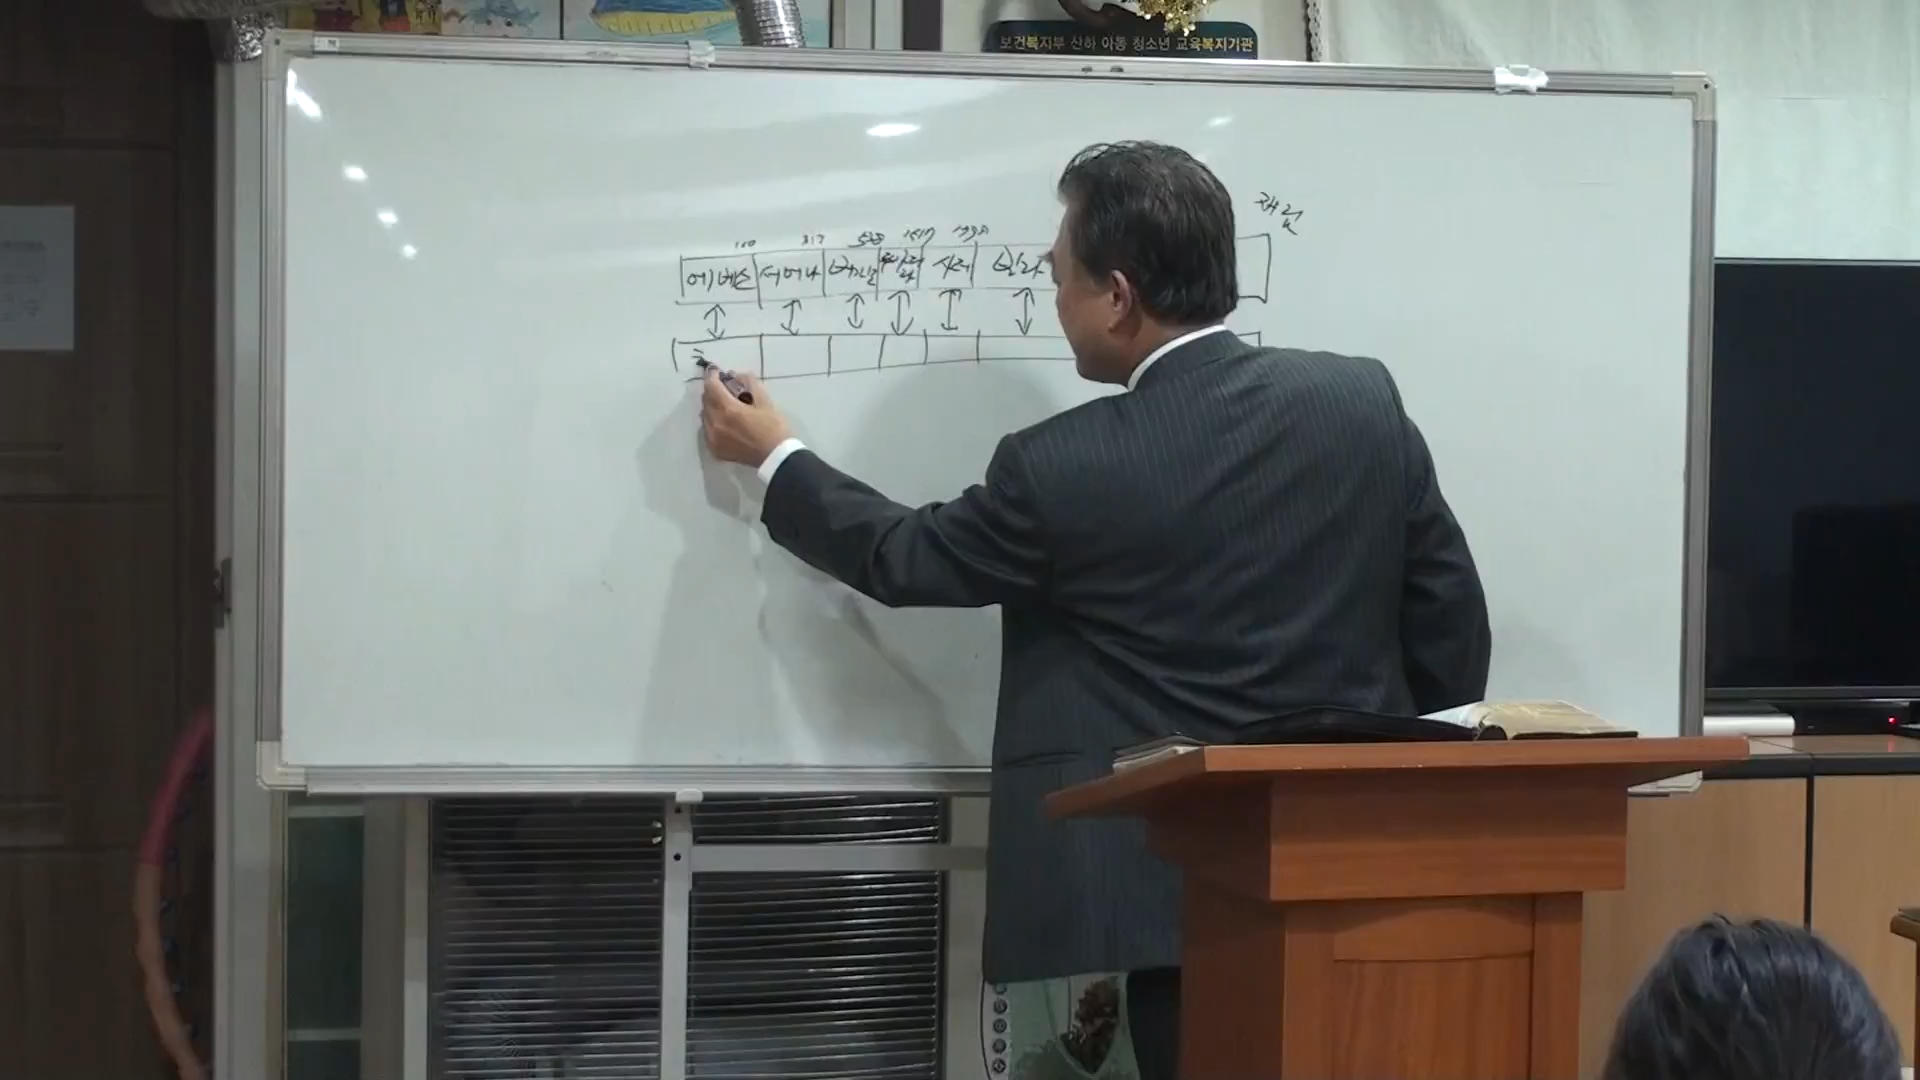 보건복지부 산하 아동 청소년 교육복지기관
재림
100 313 538 1517 1798
에베소 서머나 버가모 두아디라 사데 빌라